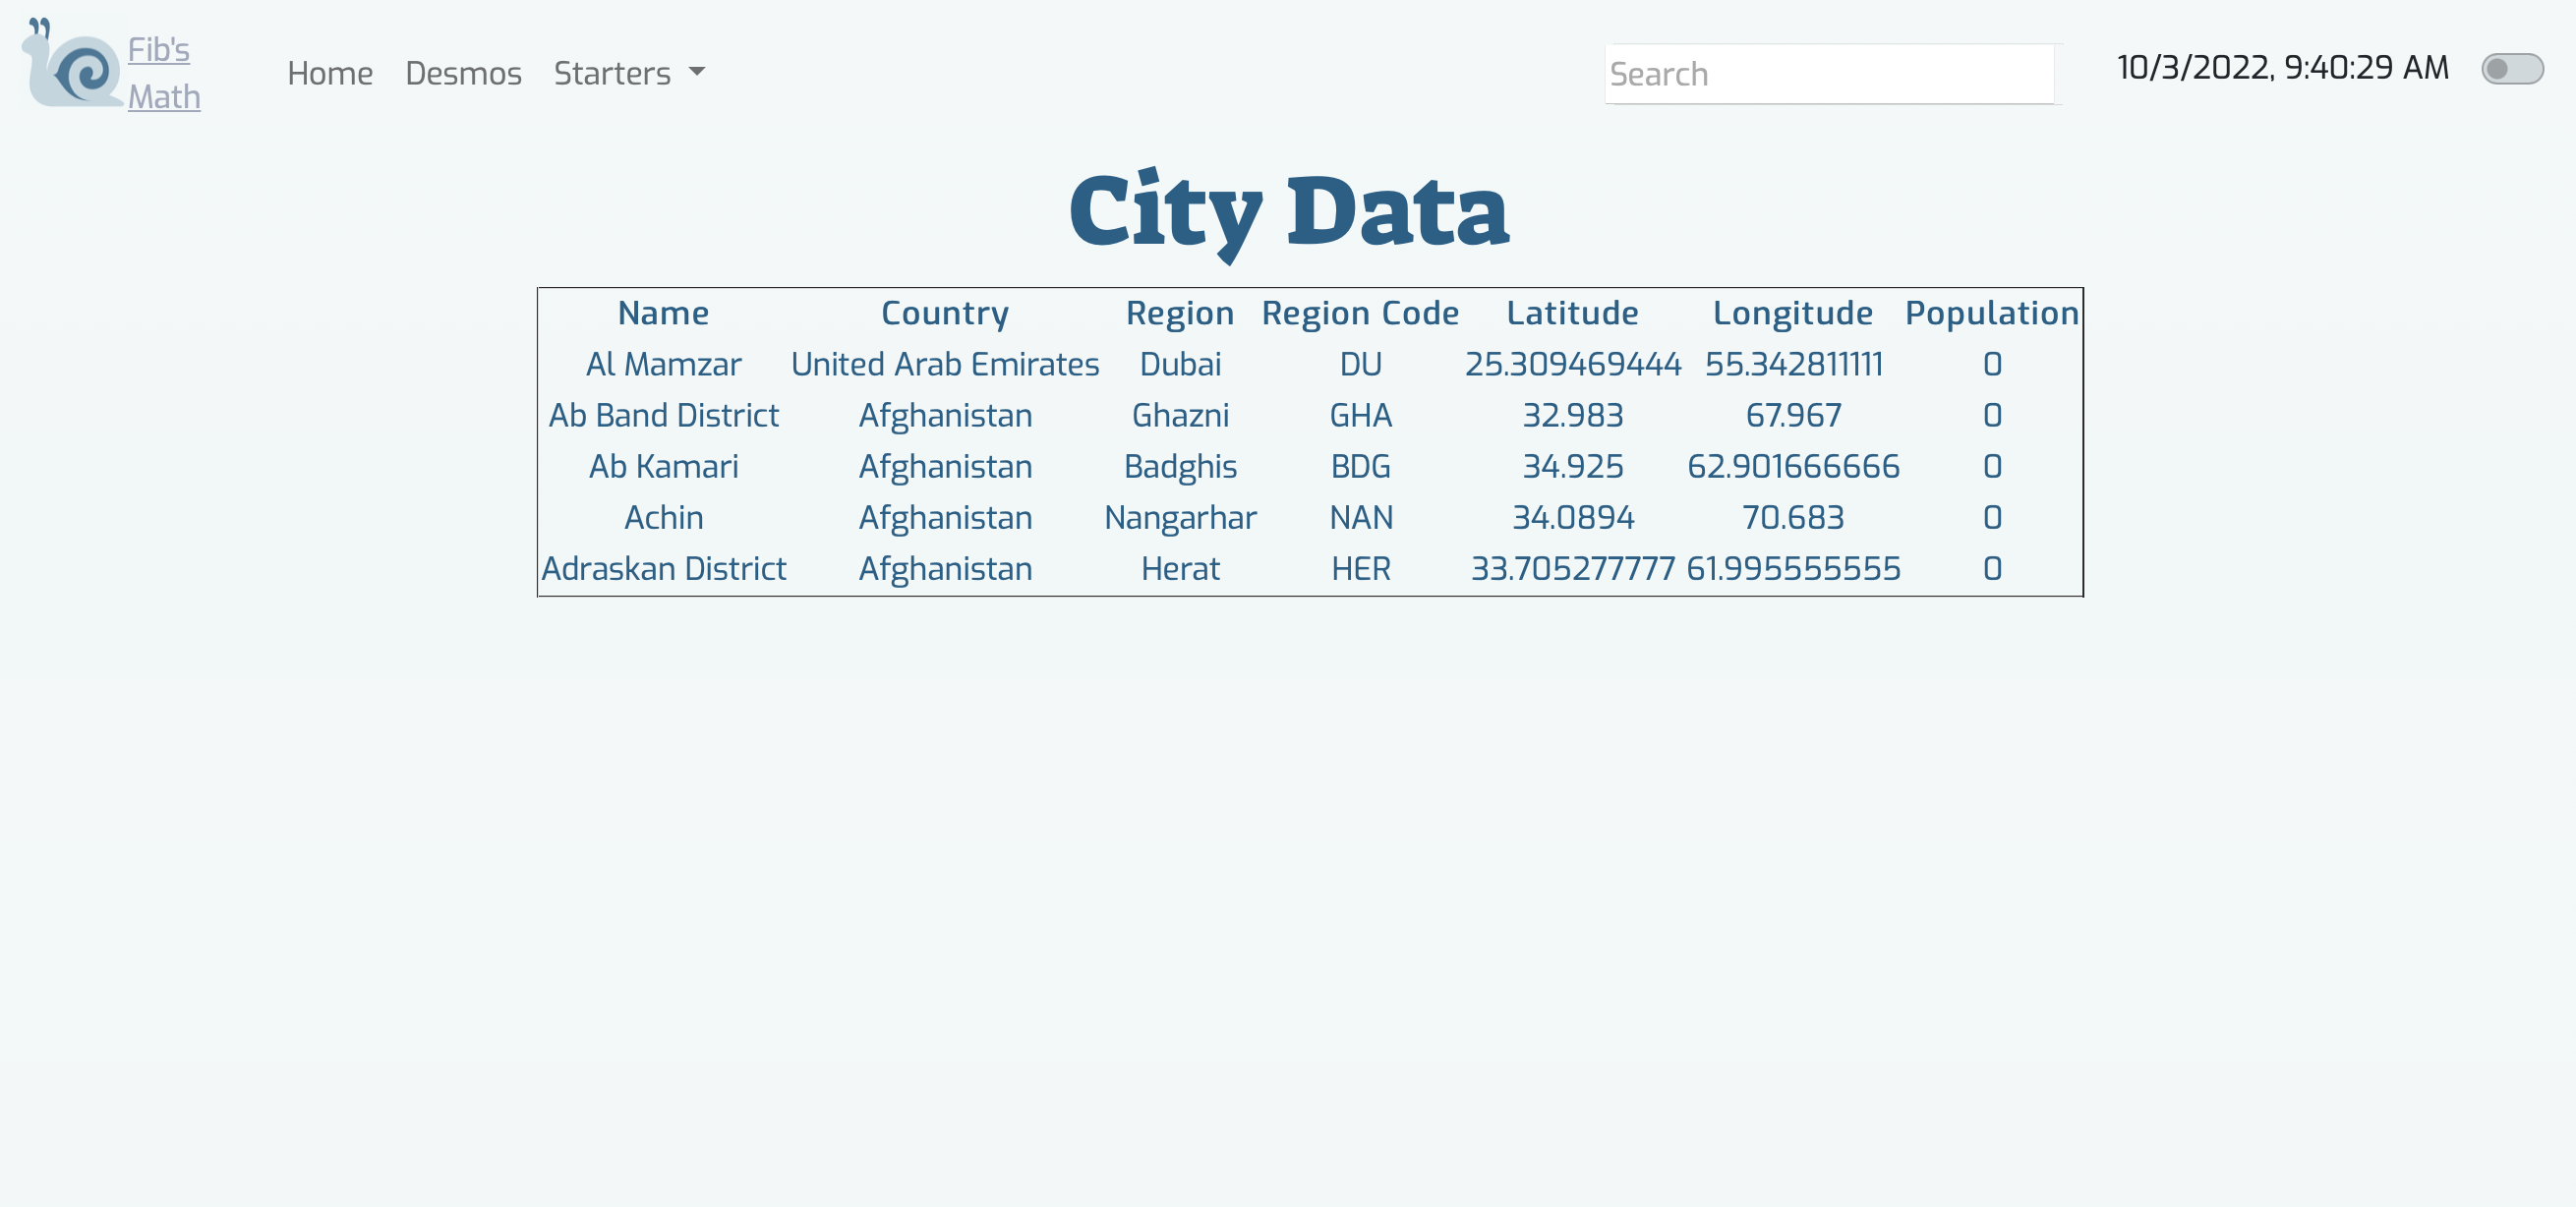 Fib's
Math
Home Desmos Starters
Search
10/3/2022, 9:40:29 AM
City Data
Name Country Region Region Code Latitude Longitude Population
Al Mamzar United Arab Emirates Dubai DU 25.309469444 55.342811111 0
Ab Band District Afghanistan Ghazni GHA 32.983 67.967 0
Ab Kamari Afghanistan Badghis BDG 34.925 62.901666666 0
Achin Afghanistan Nangarhar NAN 34.0894 70.683 0
Adraskan District Afghanistan Herat HER 33.705277777 61.995555555 0